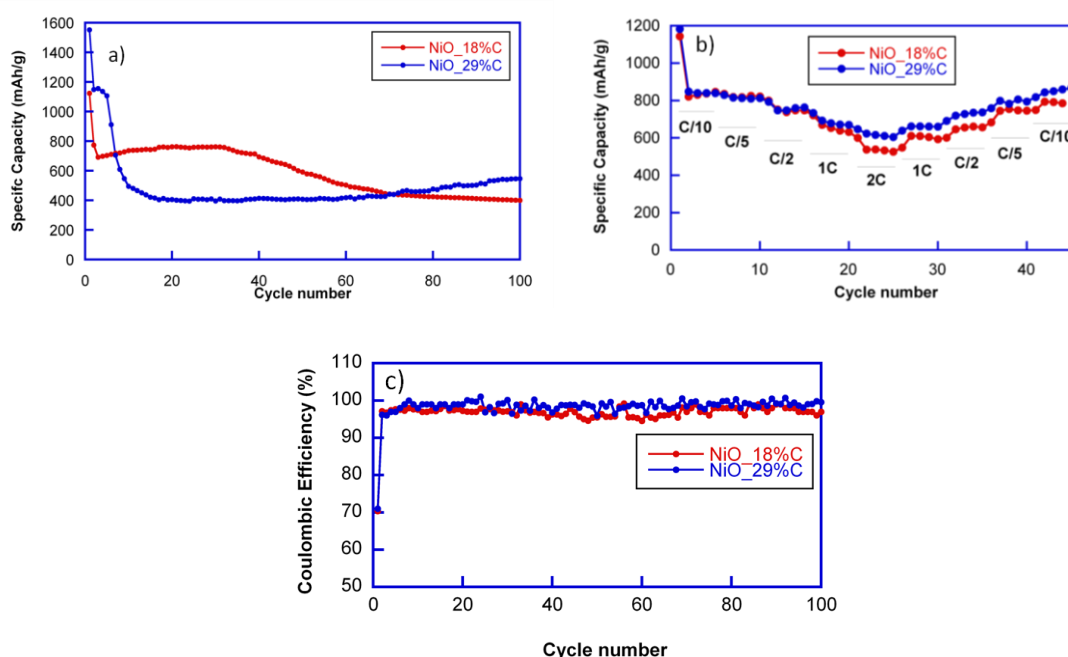 a)
Specifc Capacity (mAh/g)
1600
1400
1200
1000
800
600
400
200
0
NiO_18%C
NiO_29%C
0
20
40
60
80
100
Cycle number
b)
Specific Capacity (mAh/g)
1200
1000
800
600
400
200
0
NiO_18%C
NiO_29%C
C/10
C/5
C/2
1C
2C
1C
C/2
C/5
C/10
0
10
20
30
40
Cycle number
c)
Coulombic Efficiency (%)
110
100
90
80
70
60
50
NiO_18%C
NiO_29%C
0
20
40
60
80
100
Cycle number